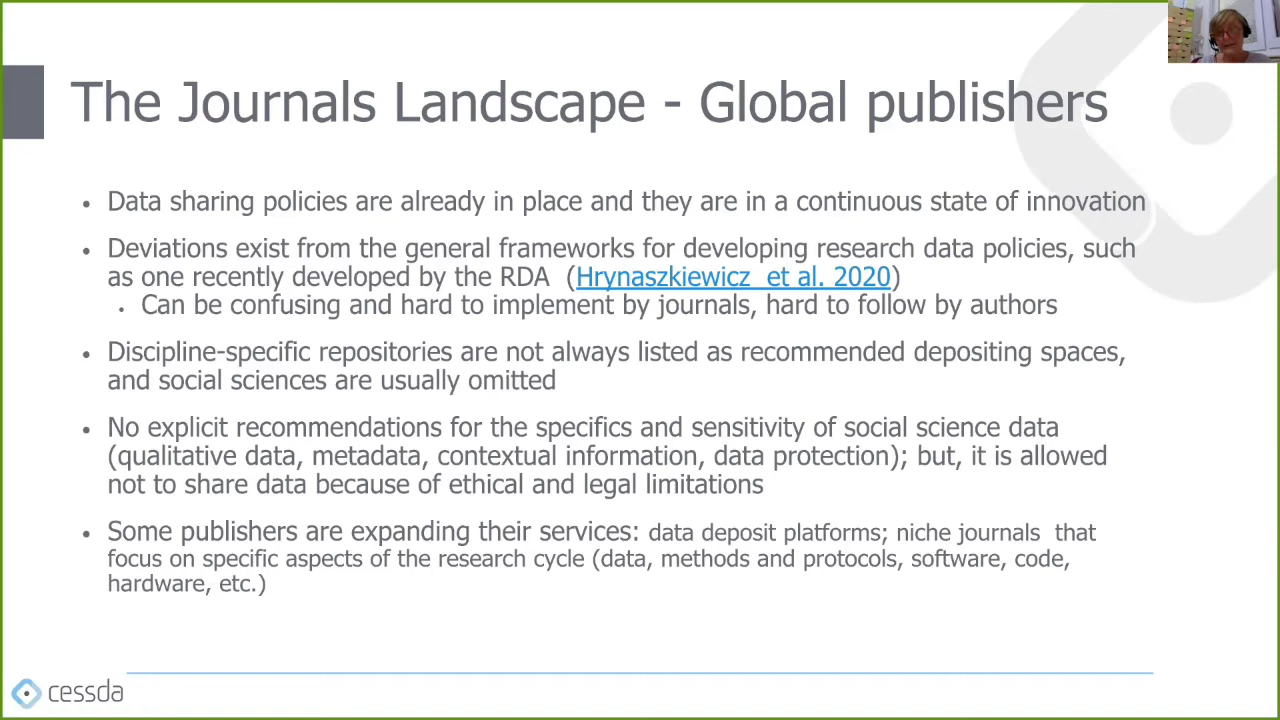 The Journals Landscape - Global publishers
• Data sharing policies are already in place and they are in a continuous state of innovation
• Deviations exist from the general frameworks for developing research data policies, such
as one recently developed by the RDA (Hrynaszkiewicz et al. 2020)
• Can be confusing and hard to implement by journals, hard to follow by authors
• Discipline-specific repositories are not always listed as recommended depositing spaces,
and social sciences are usually omitted
• No explicit recommendations for the specifics and sensitivity of social science data
(qualitative data, metadata, contextual information, data protection); but, it is allowed
not to share data because of ethical and legal limitations
• Some publishers are expanding their services: data deposit platforms; niche journals that
focus on specific aspects of the research cycle (data, methods and protocols, software, code,
hardware, etc.)
cessda